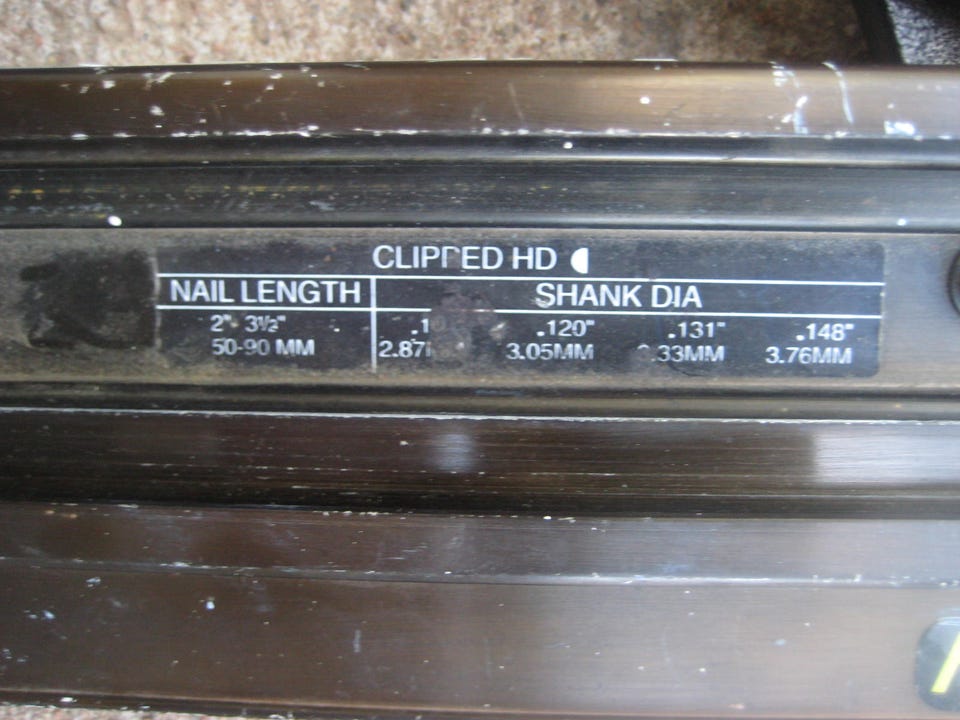 CLIPPED HD
NAIL LENGTH SHANK DIA
2" 3½" .120" .131" .148"
50-90 MM 3.05MM .33MM 3.76MM